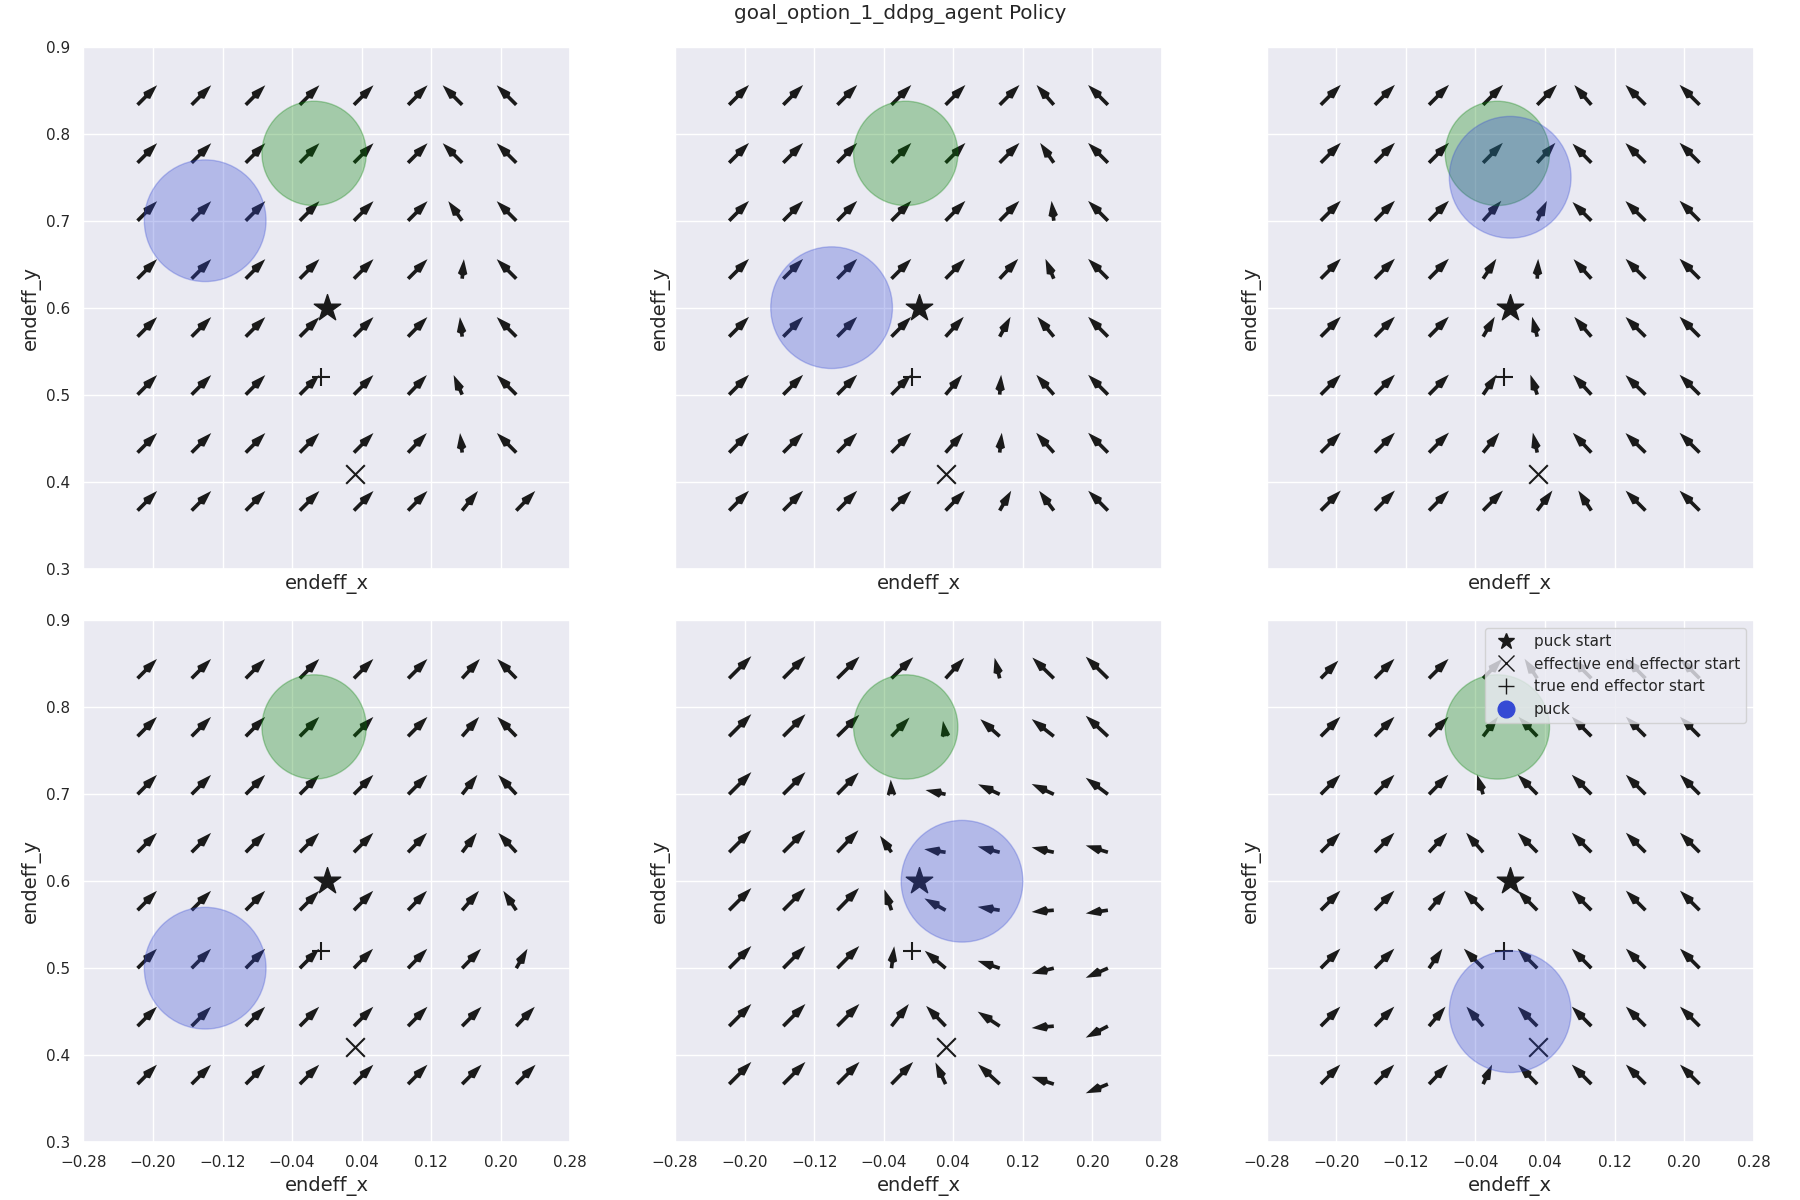 goal_option_1_ddpg_agent Policy
0.9
0.8
0.7
0.6
0.5
0.4
0.3
endeff_y
endeff_x
endeff_y
endeff_x
endeff_y
endeff_x
0.9
0.8
0.7
0.6
0.5
0.4
0.3
endeff_y
−0.28 −0.20 −0.12 −0.04 0.04 0.12 0.20 0.28
endeff_x
endeff_y
−0.28 −0.20 −0.12 −0.04 0.04 0.12 0.20 0.28
endeff_x
endeff_y
puck start
effective end effector start
true end effector start
puck
−0.28 −0.20 −0.12 −0.04 0.04 0.12 0.20 0.28
endeff_x